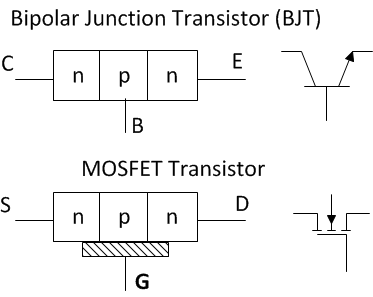 Bipolar Junction Transistor (BJT)
C n p n E
B
MOSFET Transistor
S n p n D
G